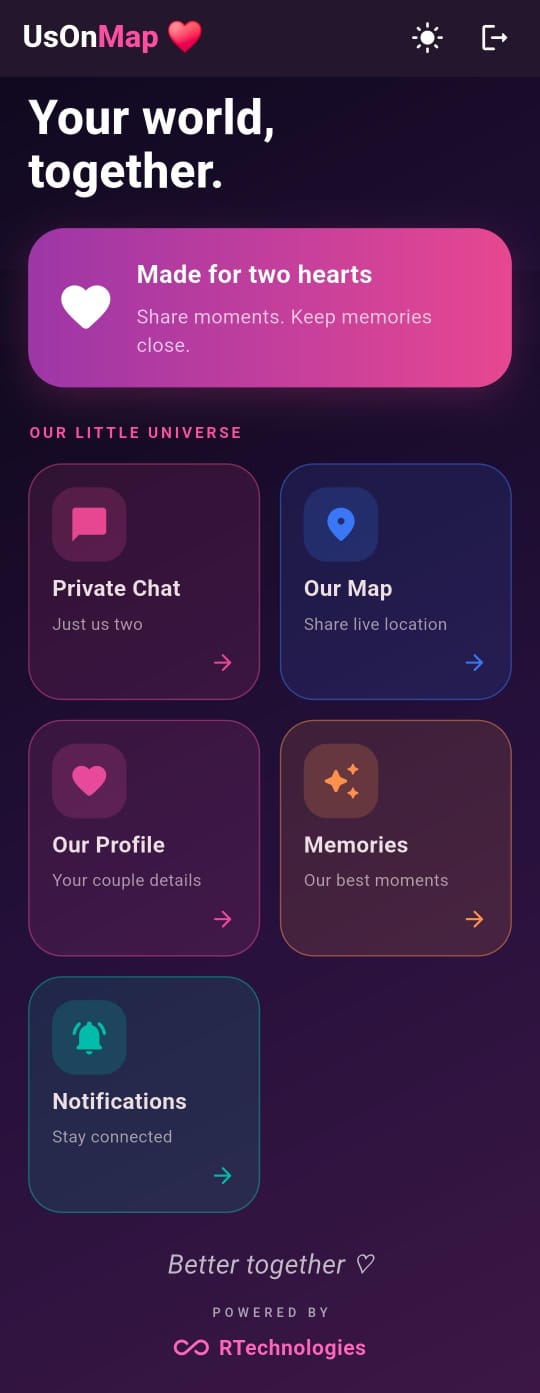 UsOnMap ❤️
Your world,
together.
Made for two hearts
Share moments. Keep memories
close.
OUR LITTLE UNIVERSE
Private Chat
Just us two
Our Map
Share live location
Our Profile
Your couple details
Memories
Our best moments
Notifications
Stay connected
Better together ♡
POWERED BY
RTechnologies